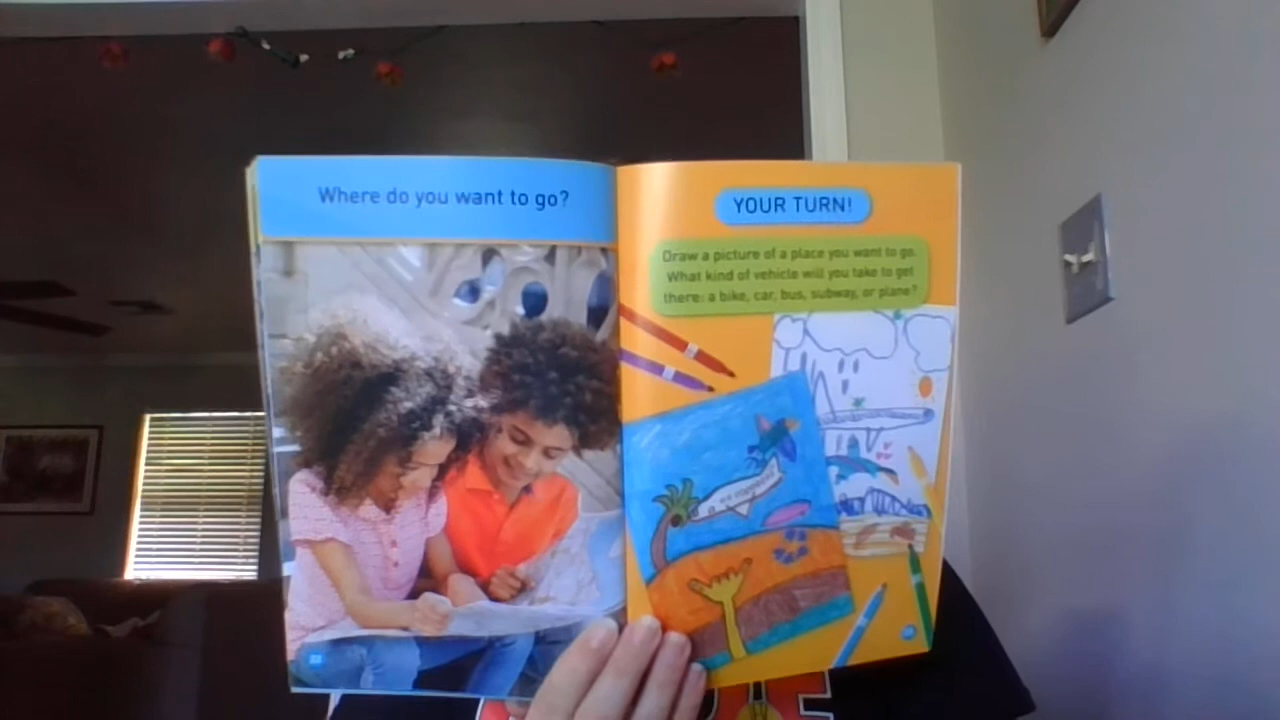 Where do you want to go?
YOUR TURN!
Draw a picture of a place you want to go.
What kind of vehicle will you take to get
there: a bike, car, bus, subway, or plane?